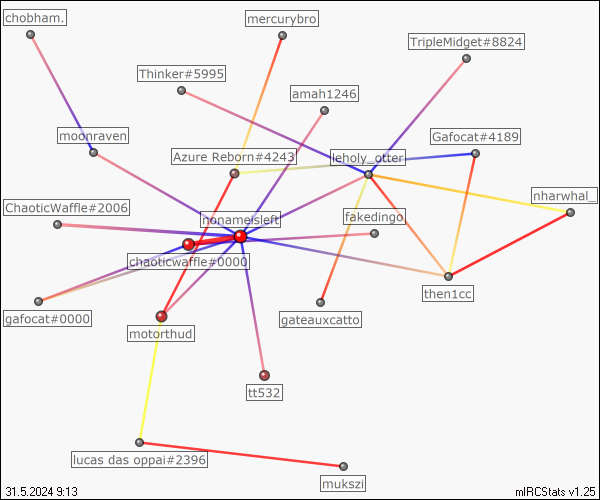 chobham.
mercurybro
TripleMidget#8824
Thinker#5995
amah1246
moonraven
Gafocat#4189
Azure Reborn#4243
leholy_otter
nharwhal_
ChaoticWaffle#2006
nonameisleft
fakedingo
chaoticwaffle#0000
then1cc
gafocat#0000
gateauxcatto
motorthud
tt532
lucas das oppai#2396
mukszi
31.5.2024 9:13
mIRCStats v1.25